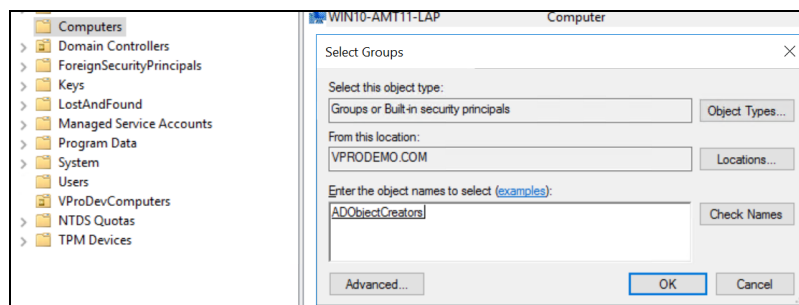 Computers
Domain Controllers
ForeignSecurityPrincipals
Keys
LostAndFound
Managed Service Accounts
Program Data
System
Users
VProDevComputers
NTDS Quotas
TPM Devices
WIN10-AMT11-LAP Computer
Select Groups
Select this object type:
Groups or Built-in security principals Object Types...
From this location:
VPRODEMO.COM Locations...
Enter the object names to select (examples):
ADObjectCreators Check Names
Advanced... OK Cancel